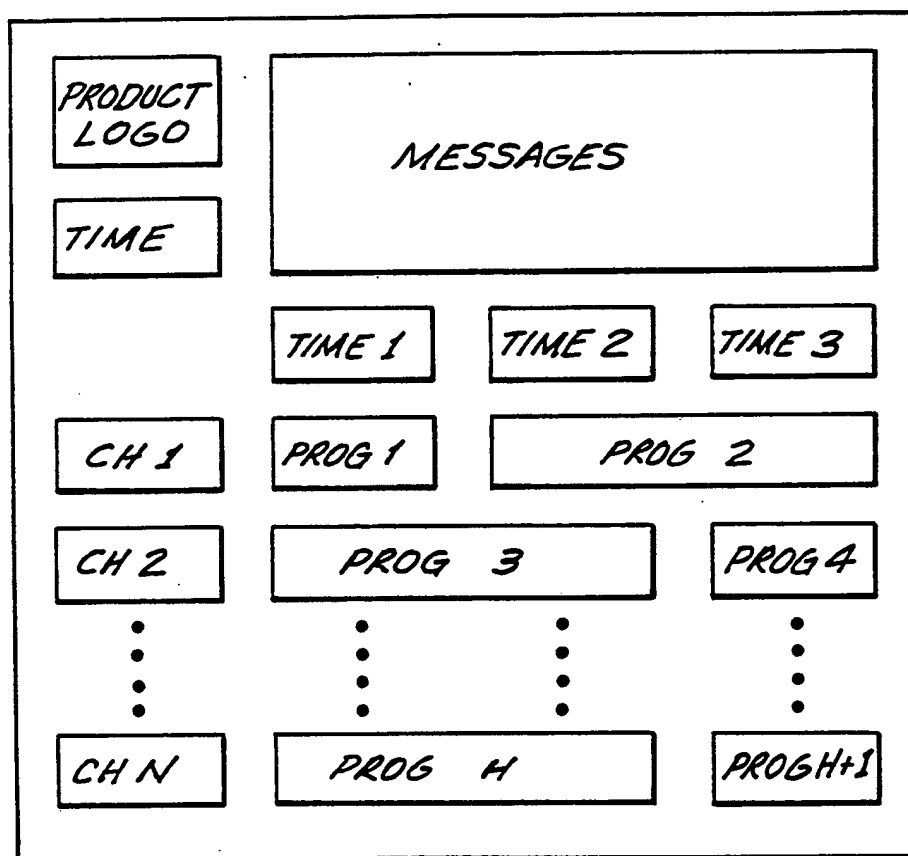 PRODUCT
LOGO
MESSAGES
TIME
TIME 1
TIME 2
TIME 3
CH 1
PROG 1
PROG 2
CH 2
PROG 3
PROG 4
CH N
PROG H
PROG H+1